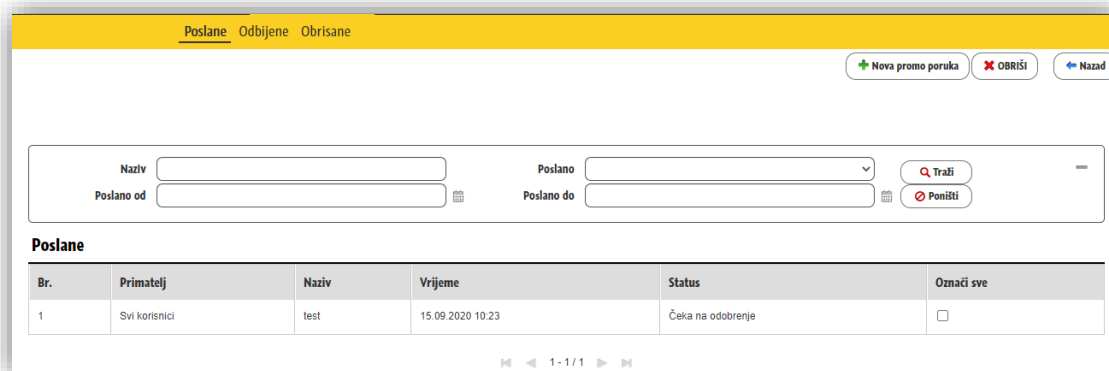 Poslane Odbijene Obrisane
Nova promo poruka OBRIŠI Nazad
Naziv Poslano Traži
Poslano od Poslano do Poništi
Poslane
Br. Primatelj Naziv Vrijeme Status Označi sve
1 Svi korisnici test 15.09.2020 10:23 Čeka na odobrenje
1 - 1 / 1